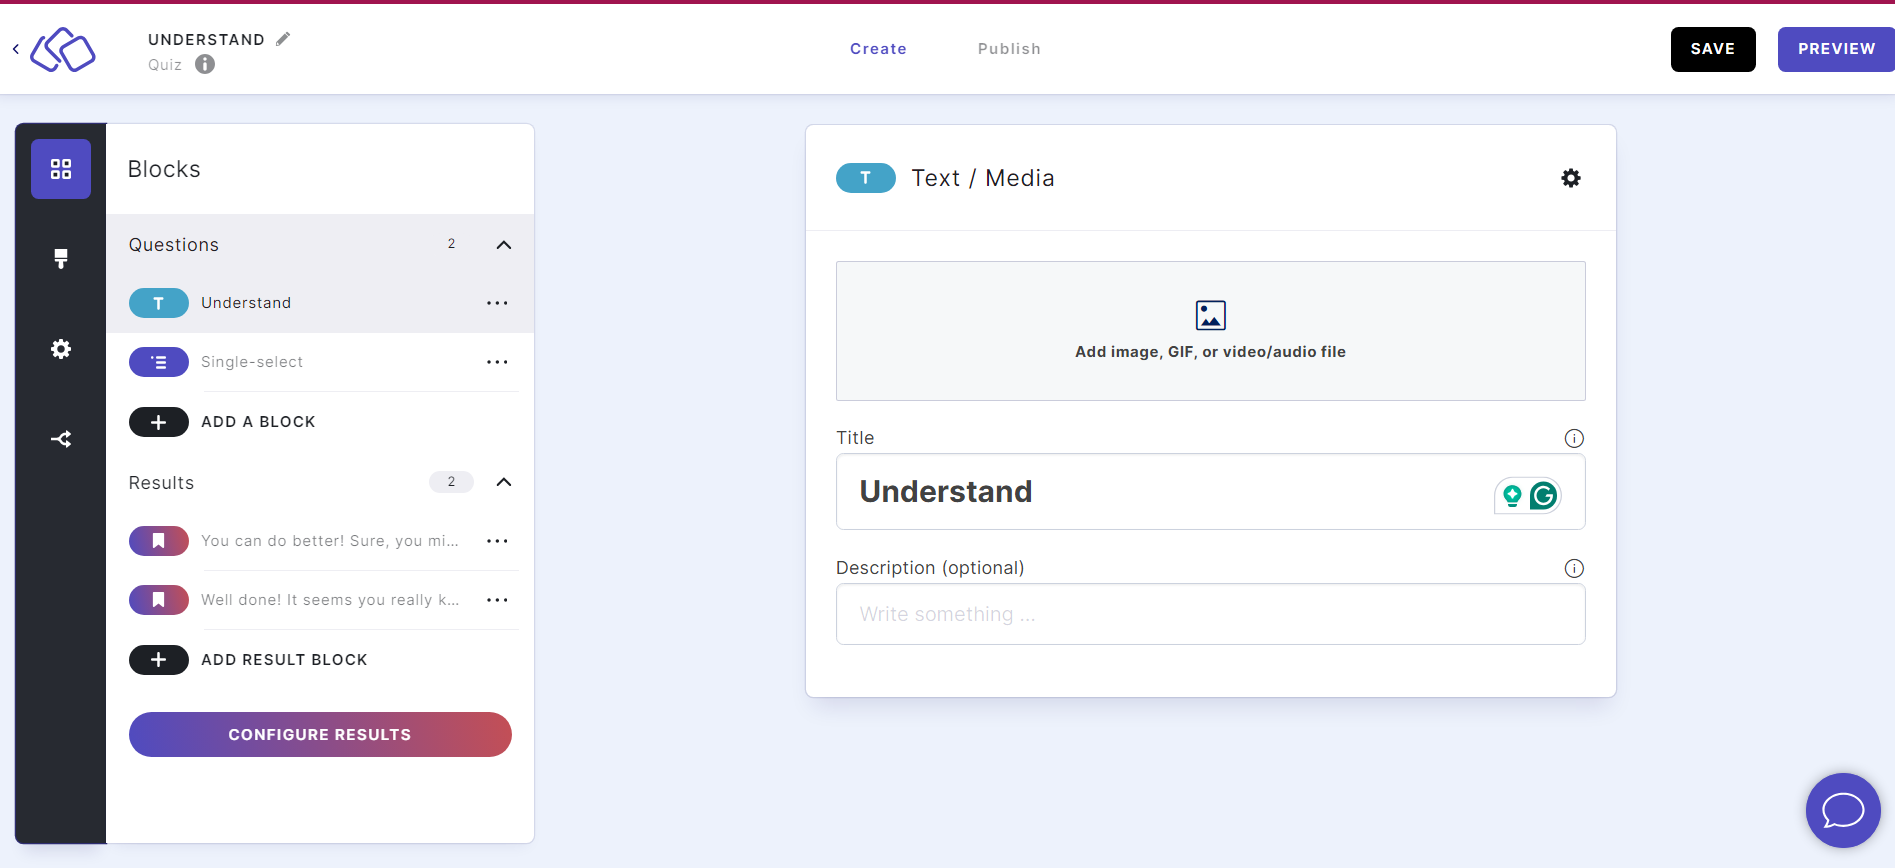 UNDERSTAND
Quiz
Create
Publish
SAVE
PREVIEW
Blocks
Questions 2
T Understand
Single-select
ADD A BLOCK
Results 2
You can do better! Sure, you mi...
Well done! It seems you really k...
ADD RESULT BLOCK
CONFIGURE RESULTS
T Text / Media
Add image, GIF, or video/audio file
Title
Understand
Description (optional)
Write something ...